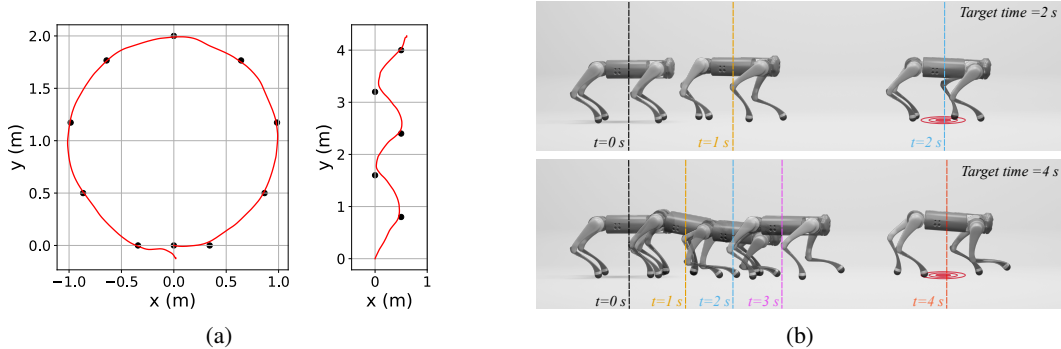 2.0
1.5
1.0
0.5
0.0
y (m)
−1.0 −0.5 0.0 0.5 1.0
x (m)
4
3
2
1
0
y (m)
0 1
x (m)
(a)
Target time =2 s
t=0 s t=1 s t=2 s
Target time =4 s
t=0 s t=1 s t=2 s t=3 s t=4 s
(b)